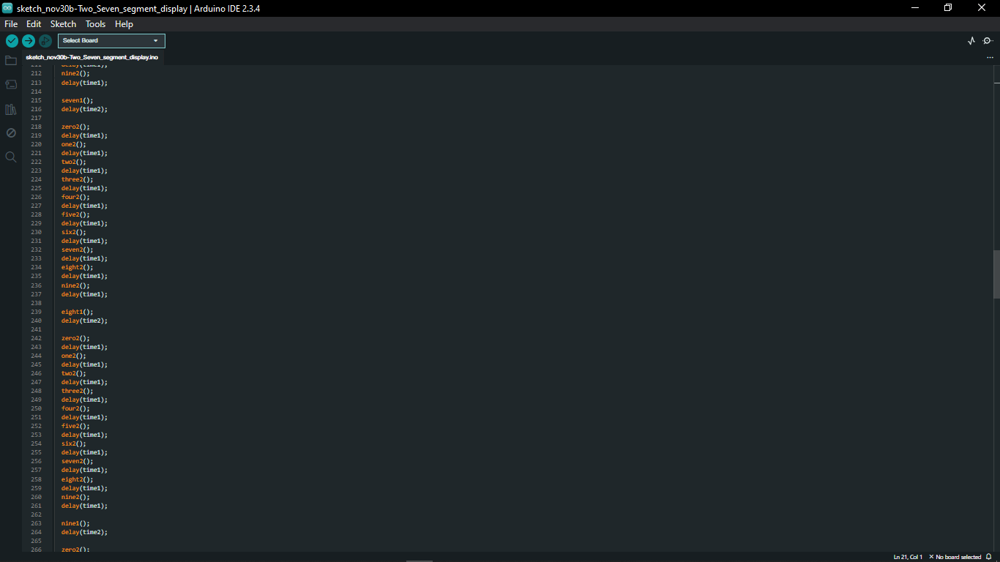 sketch_nov30b-Two_Seven_segment_display | Arduino IDE 2.3.4
File Edit Sketch Tools Help
Select Board
sketch_nov30b-Two_Seven_segment_display.ino
212 nine2();
213 delay(time1);
214
215 seven1();
216 delay(time2);
217
218 zero2();
219 delay(time1);
220 one2();
221 delay(time1);
222 two2();
223 delay(time1);
224 three2();
225 delay(time1);
226 four2();
227 delay(time1);
228 five2();
229 delay(time1);
230 six2();
231 delay(time1);
232 seven2();
233 delay(time1);
234 eight2();
235 delay(time1);
236 nine2();
237 delay(time1);
238
239 eight1();
240 delay(time2);
241
242 zero2();
243 delay(time1);
244 one2();
245 delay(time1);
246 two2();
247 delay(time1);
248 three2();
249 delay(time1);
250 four2();
251 delay(time1);
252 five2();
253 delay(time1);
254 six2();
255 delay(time1);
256 seven2();
257 delay(time1);
258 eight2();
259 delay(time1);
260 nine2();
261 delay(time1);
262
263 nine1();
264 delay(time2);
265
266 zero2();
Ln 21, Col 1 × No board selected